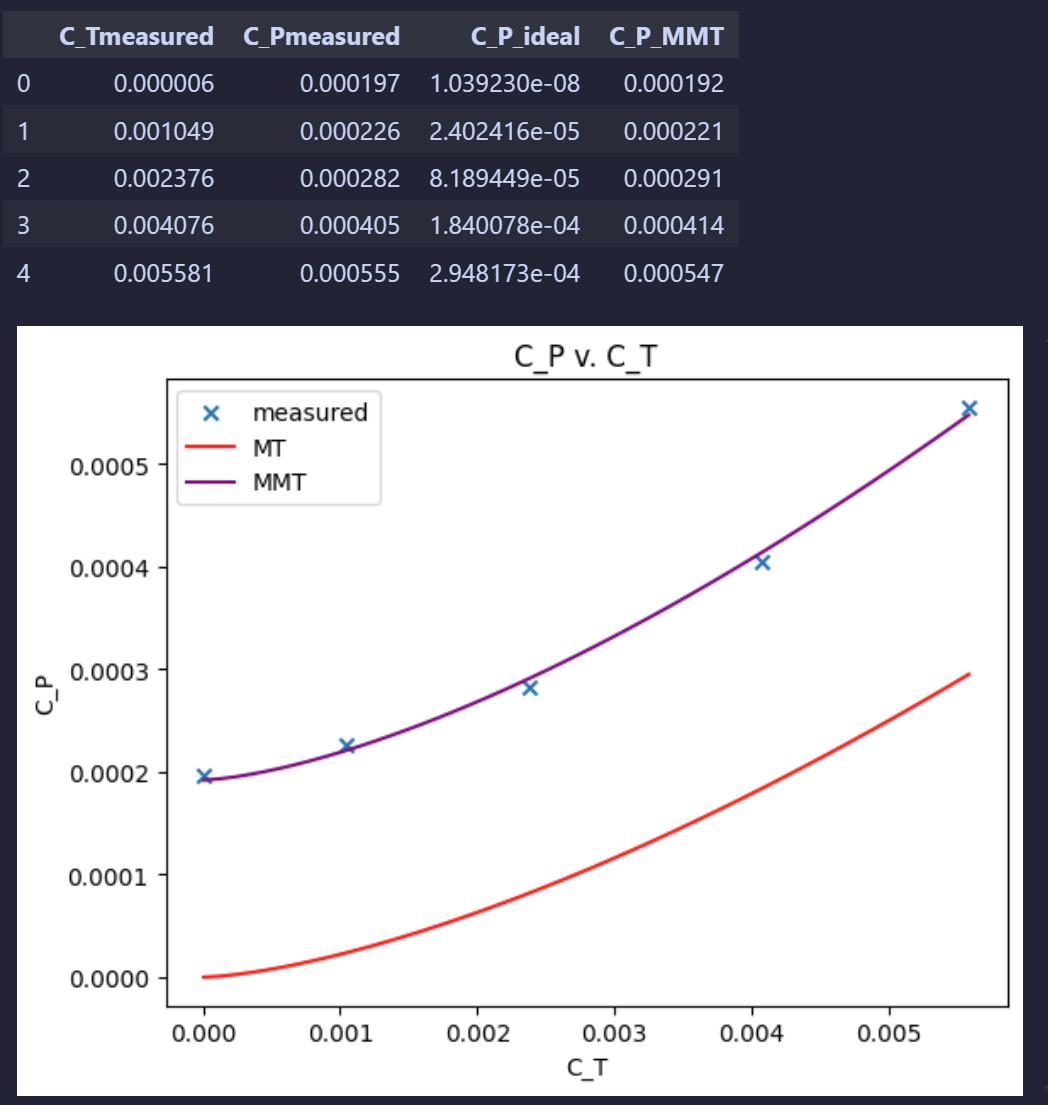 C_Tmeasured C_Pmeasured C_P_ideal C_P_MMT
0 0.000006 0.000197 1.039230e-08 0.000192
1 0.001049 0.000226 2.402416e-05 0.000221
2 0.002376 0.000282 8.189449e-05 0.000291
3 0.004076 0.000405 1.840078e-04 0.000414
4 0.005581 0.000555 2.948173e-04 0.000547
C_P v. C_T
measured
MT
MMT
0.0005
0.0004
0.0003
0.0002
0.0001
0.0000
C_P
0.000 0.001 0.002 0.003 0.004 0.005
C_T